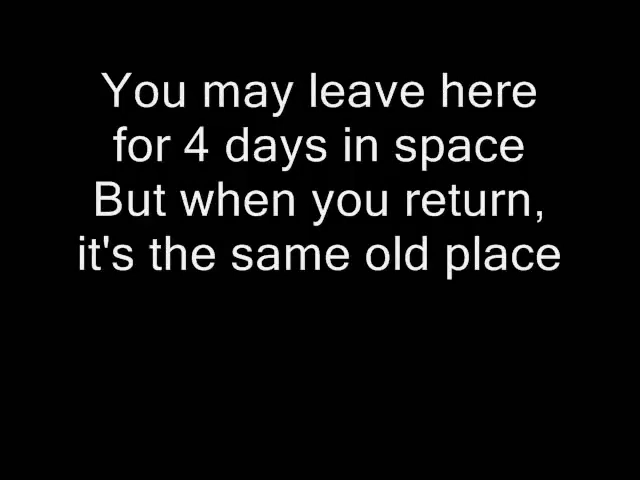 You may leave here
for 4 days in space
But when you return,
it's the same old place